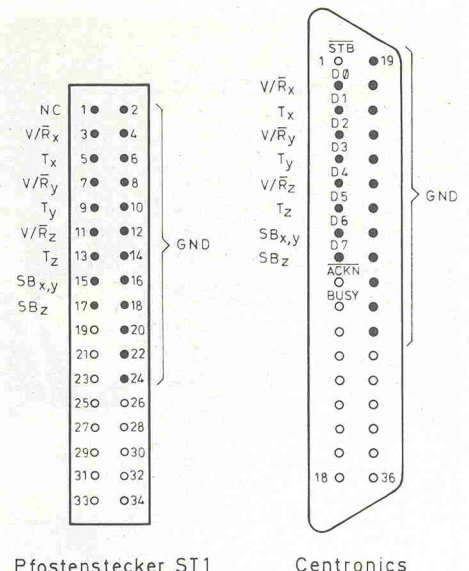 NC 1 2
V/R̅x 3 4
Tx 5 6
V/R̅y 7 8
Ty 9 10
V/R̅z 11 12
Tz 13 14
SBx,y 15 16
SBz 17 18
19 20
21 22
23 24
25 26
27 28
29 30
31 32
33 34
GND
Pfostenstecker ST1
S̅T̅B̅
1 19
D0
V/R̅x
D1
Tx
D2
V/R̅y
D3
Ty
D4
V/R̅z
D5
Tz
D6
SBx,y
D7
SBz
A̅C̅K̅N̅
BUSY
18 36
GND
Centronics